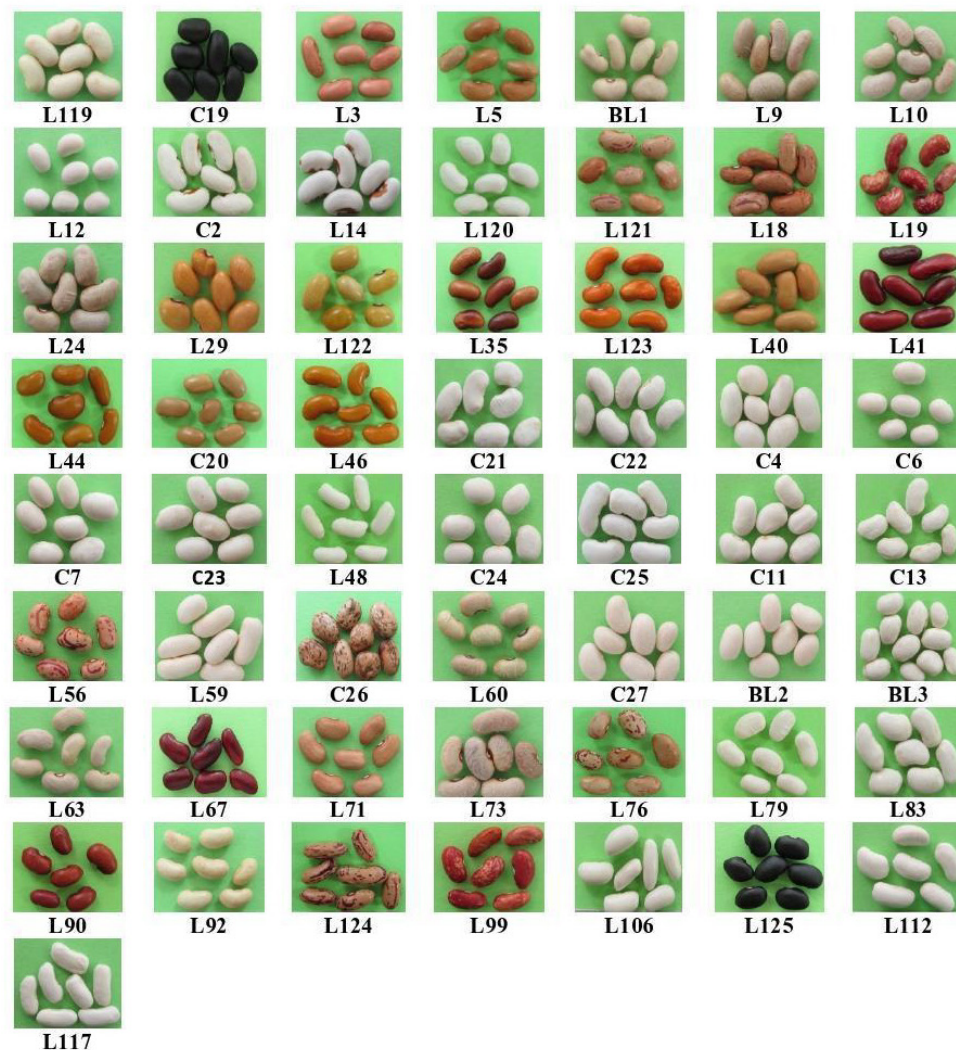 L119 C19 L3 L5 BL1 L9 L10
L12 C2 L14 L120 L121 L18 L19
L24 L29 L122 L35 L123 L40 L41
L44 C20 L46 C21 C22 C4 C6
C7 C23 L48 C24 C25 C11 C13
L56 L59 C26 L60 C27 BL2 BL3
L63 L67 L71 L73 L76 L79 L83
L90 L92 L124 L99 L106 L125 L112
L117